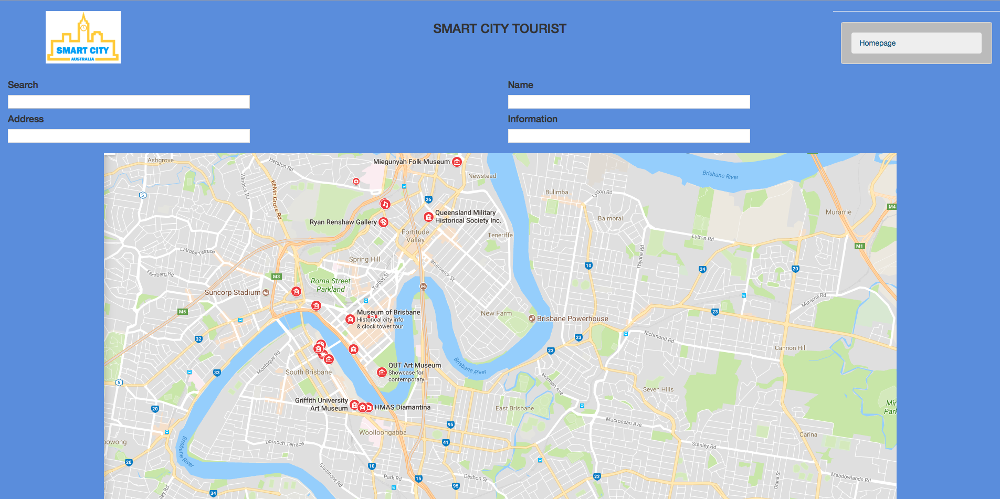 SMART CITY
AUSTRALIA
SMART CITY TOURIST
Homepage
Search
Name
Address
Information
Ashgrove
Herston Rd
Miegunyah Folk Museum
Newstead
Brisbane River
Windsor Rd
Kelvin Grove Rd
5
26
Bulimba
Lytton Rd
M4
Balmoral
Murarrie
Ryan Renshaw Gallery
Queensland Military
Historical Society Inc.
Fortitude
Valley
Teneriffe
Lytton Rd
M1
Latrobe Terrace
Spring Hill
Thynne Rd
Brunswick St
10
24
20
Fernberg Rd
M3
Turbot St
Roma Street
Parkland
Suncorp Stadium
Murarrie Rd
M5
Museum of Brisbane
Historical city info
& clock tower tour
New Farm
Brisbane Powerhouse
23
32
23
Richmond Rd
23
Cannon Hill
Montague Rd
QUT Art Museum
Showcase for
contemporary...
Brisbane River
33
South Brisbane
5
Norman Ave
Seven Hills
Griffith University
Art Museum
HMAS Diamantina
20
East Brisbane
Min
Park
95
Macrossan Ave
Woolloongabba
Carina
oowong
Brisbane River
Dornoch Terrace
41
Stanley Rd
20
Gladstone Rd
10
Park Rd
15
Deshon St
95
22
Orana St
Meadowlands Rd
34
ley Rd